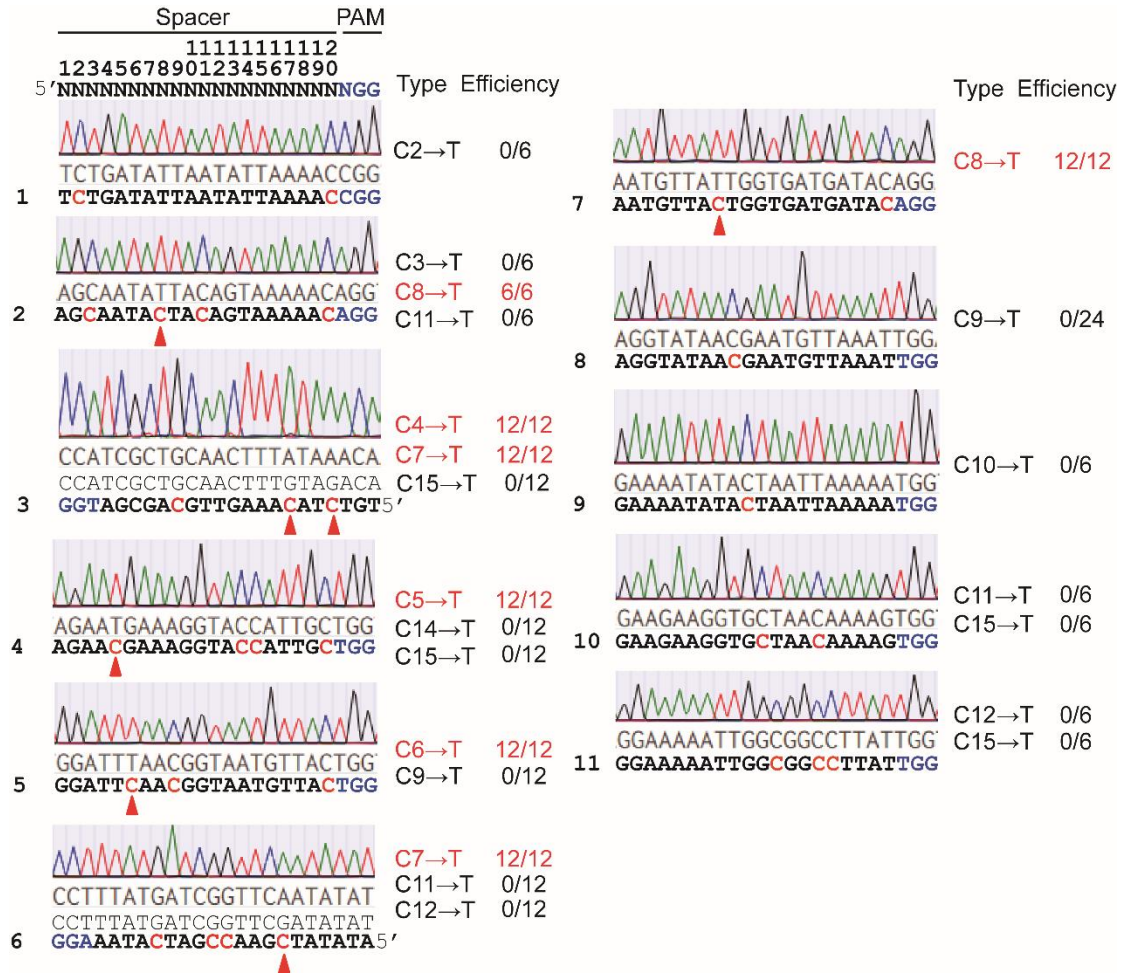 Spacer PAM
11111111112
12345678901234567890
5’NNNNNNNNNNNNNNNNNNNNNGG
Type Efficiency
TCTGATATTAATATTAAAACCGG
1 TCTGATATTAATATTAAAACCGG
C2→T 0/6
AGCAATATTACAGTAAAAACAGG
2 AGCAATACTACAGTAAAAACAGG
C3→T 0/6
C8→T 6/6
C11→T 0/6
CCATCGCTGCAACTTTATAAACA
CCATCGCTGCAACTTTGTAGACA
3 GGTAGCGACGTTGAAACATCTGT5’
C4→T 12/12
C7→T 12/12
C15→T 0/12
AGAATGAAAGGTACCATTGCTGG
4 AGAACGAAAGGTACCATTGCTGG
C5→T 12/12
C14→T 0/12
C15→T 0/12
GGATTTAACGGTAATGTTACTGG
5 GGATTCAACGGTAATGTTACTGG
C6→T 12/12
C9→T 0/12
CCTTTATGATCGGTTCAATATAT
CCTTTATGATCGGTTCGATATAT
6 GGAAATACTAGCCAAGCTATATA5’
C7→T 12/12
C11→T 0/12
C12→T 0/12
Type Efficiency
AATGTTATTGGTGATGATACAGG
7 AATGTTACTGGTGATGATACAGG
C8→T 12/12
AGGTATAACGAATGTTAAATTGG
8 AGGTATAACGAATGTTAAATTGG
C9→T 0/24
GAAAATATACTAATTAAAAATGG
9 GAAAATATACTAATTAAAAATGG
C10→T 0/6
GAAGAAGGTGCTAACAAAAGTGG
10 GAAGAAGGTGCTAACAAAAGTGG
C11→T 0/6
C15→T 0/6
GGAAAAATTGGCGGCCTTATTGG
11 GGAAAAATTGGCGGCCTTATTGG
C12→T 0/6
C15→T 0/6